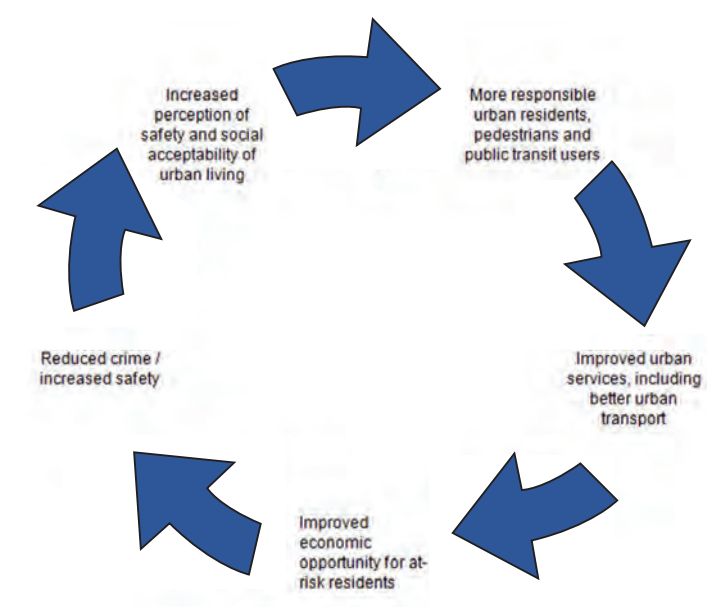 Increased
perception of
safety and social
acceptability of
urban living
More responsible
urban residents,
pedestrians and
public transit users
Improved urban
services, including
better urban
transport
Improved
economic
opportunity for at-
risk residents
Reduced crime /
increased safety